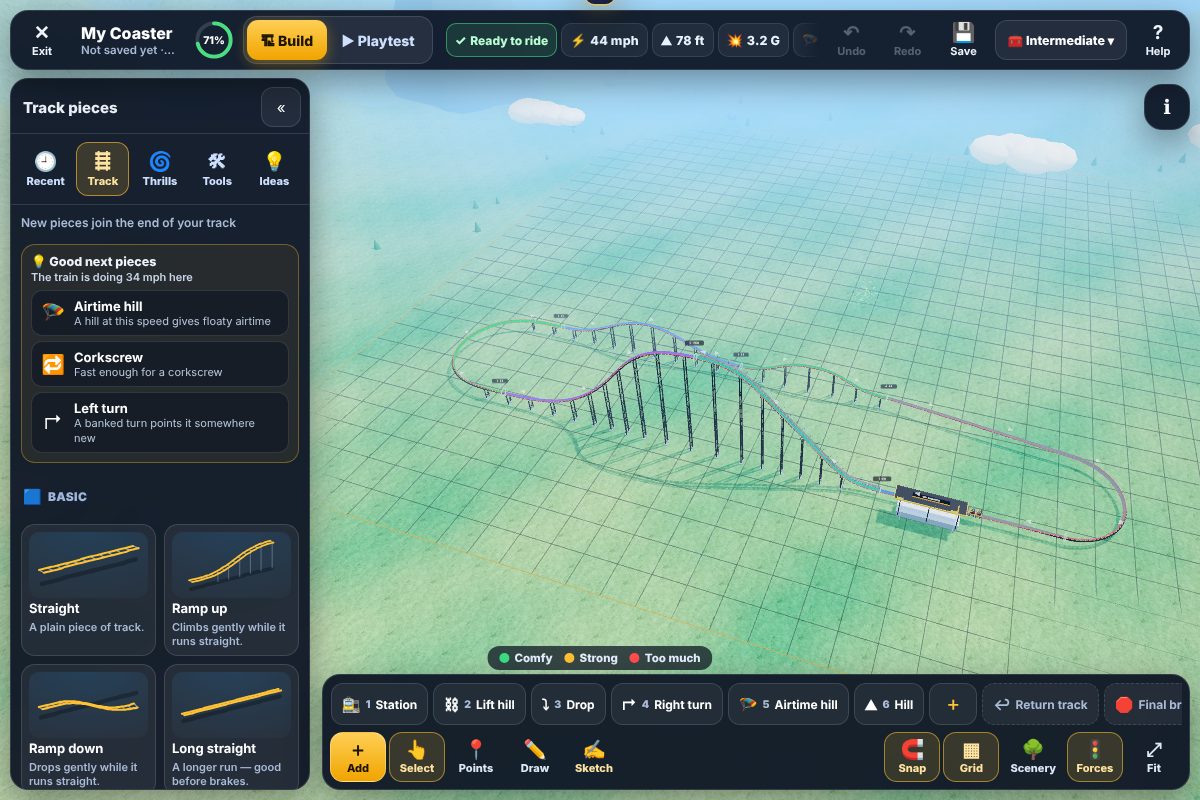 ✕
Exit
My Coaster
Not saved yet ·...
71%
Build
Playtest
✓ Ready to ride
44 mph
78 ft
3.2 G
Undo
Redo
Save
Intermediate ▾
?
Help
Track pieces
«
i
Recent
Track
Thrills
Tools
Ideas
New pieces join the end of your track
Good next pieces
The train is doing 34 mph here
Airtime hill
A hill at this speed gives floaty airtime
Corkscrew
Fast enough for a corkscrew
Left turn
A banked turn points it somewhere
new
BASIC
Straight
A plain piece of track.
Ramp up
Climbs gently while it
runs straight.
Ramp down
Drops gently while it
runs straight.
Long straight
A longer run — good
before brakes.
Comfy
Strong
Too much
1 Station
2 Lift hill
3 Drop
4 Right turn
5 Airtime hill
6 Hill
+
Return track
Final br
+
Add
Select
Points
Draw
Sketch
Snap
Grid
Scenery
Forces
Fit